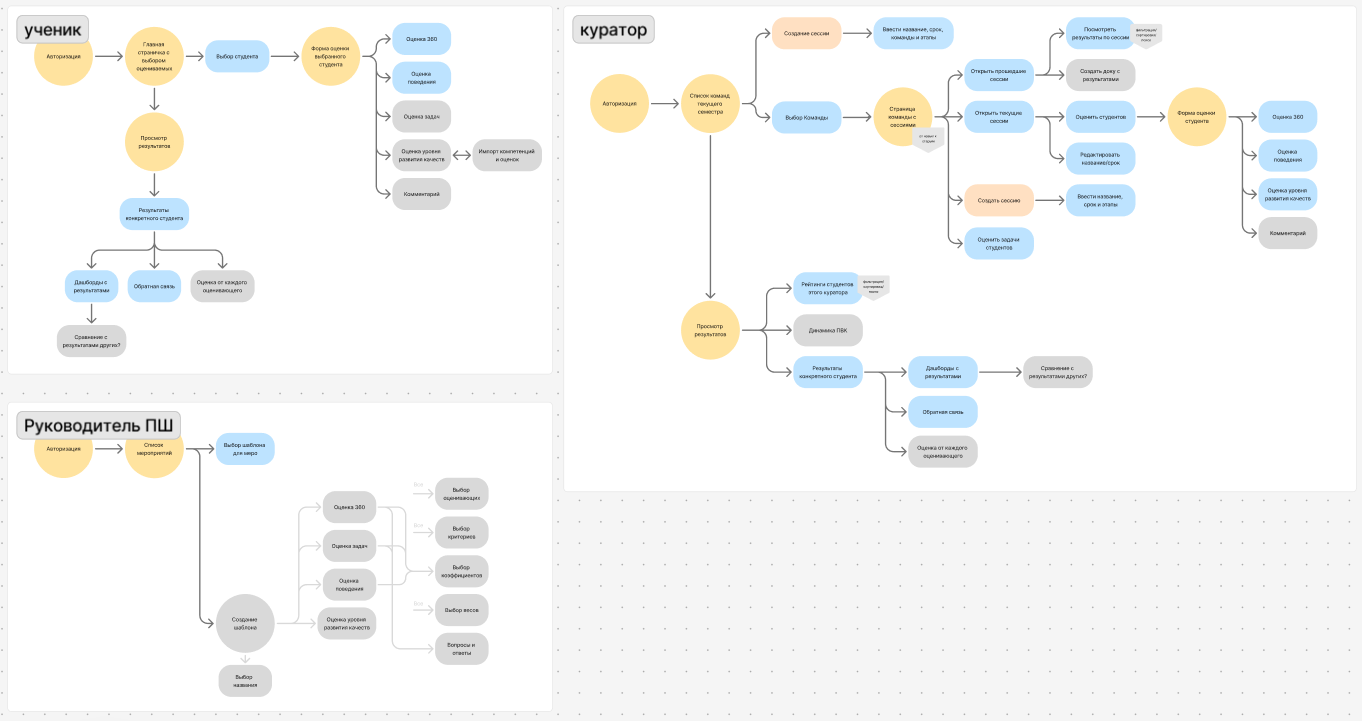 ученик
Авторизация
Главная
страничка с
выбором
оцениваемых
Выбор студента
Форма оценки
выбранного
студента
Оценка 360
Оценка
поведения
Оценка задач
Оценка уровня
развития качеств
Импорт компетенций
и оценок
Комментарий
Просмотр
результатов
Результаты
конкретного студента
Дашборды с
результатами
Обратная связь
Оценка от каждого
оценивающего
Сравнение с
результатами других?
куратор
Авторизация
Список команд
текущего
семестра
Создание сессии
Ввести название, срок,
команды и этапы
Выбор Команды
Страница
команды с
сессиями
от новых к
старым
Открыть прошедшие
сессии
Посмотреть
результаты по сессии
Создать доку с
результатами
Открыть текущие
сессии
Оценить студентов
Форма оценки
студента
Оценка 360
Оценка
поведения
Оценка уровня
развития качеств
Комментарий
Редактировать
название/срок
Создать сессию
Ввести название,
срок и этапы
Оценить задачи
студентов
Просмотр
результатов
Рейтинги студентов
этого куратора
Динамика ПВК
Результаты
конкретного студента
Дашборды с
результатами
Сравнение с
результатами других?
Обратная связь
Оценка от каждого
оценивающего
Руководитель ПШ
Авторизация
Список
мероприятий
Выбор шаблона
для меро
Создание
шаблона
Выбор
названия
Оценка 360
Оценка задач
Оценка
поведения
Оценка уровня
развития качеств
Выбор
оценивающих
Выбор
критериев
Выбор
коэффициентов
Выбор весов
Вопросы и
ответы